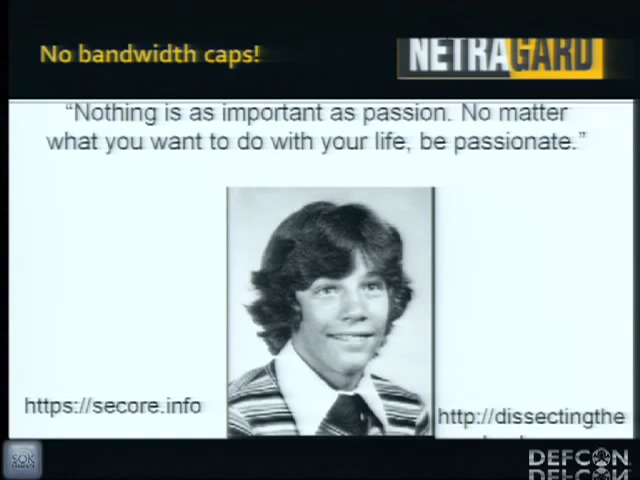 No bandwidth caps!
NETRAGARD
“Nothing is as important as passion. No matter
what you want to do with your life, be passionate.”
https://secore.info
http://dissectingthe
SOK
DEFCON